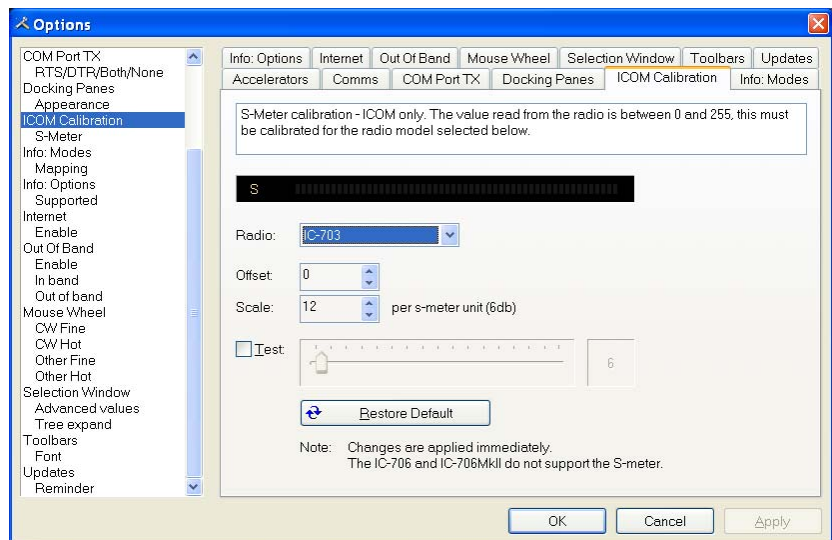 Options
COM Port TX
RTS/DTR/Both/None
Docking Panes
Appearance
ICOM Calibration
S-Meter
Info: Modes
Mapping
Info: Options
Supported
Internet
Enable
Out Of Band
Enable
In band
Out of band
Mouse Wheel
CW Fine
CW Hot
Other Fine
Other Hot
Selection Window
Advanced values
Tree expand
Toolbars
Font
Updates
Reminder
Info: Options Internet Out Of Band Mouse Wheel Selection Window Toolbars Updates
Accelerators Comms COM Port TX Docking Panes ICOM Calibration Info: Modes
S-Meter calibration - ICOM only. The value read from the radio is between 0 and 255, this must
be calibrated for the radio model selected below.
S
Radio: IC-703
Offset: 0
Scale: 12 per s-meter unit (6db)
Test: 6
Restore Default
Note: Changes are applied immediately.
The IC-706 and IC-706MkII do not support the S-meter.
OK Cancel Apply